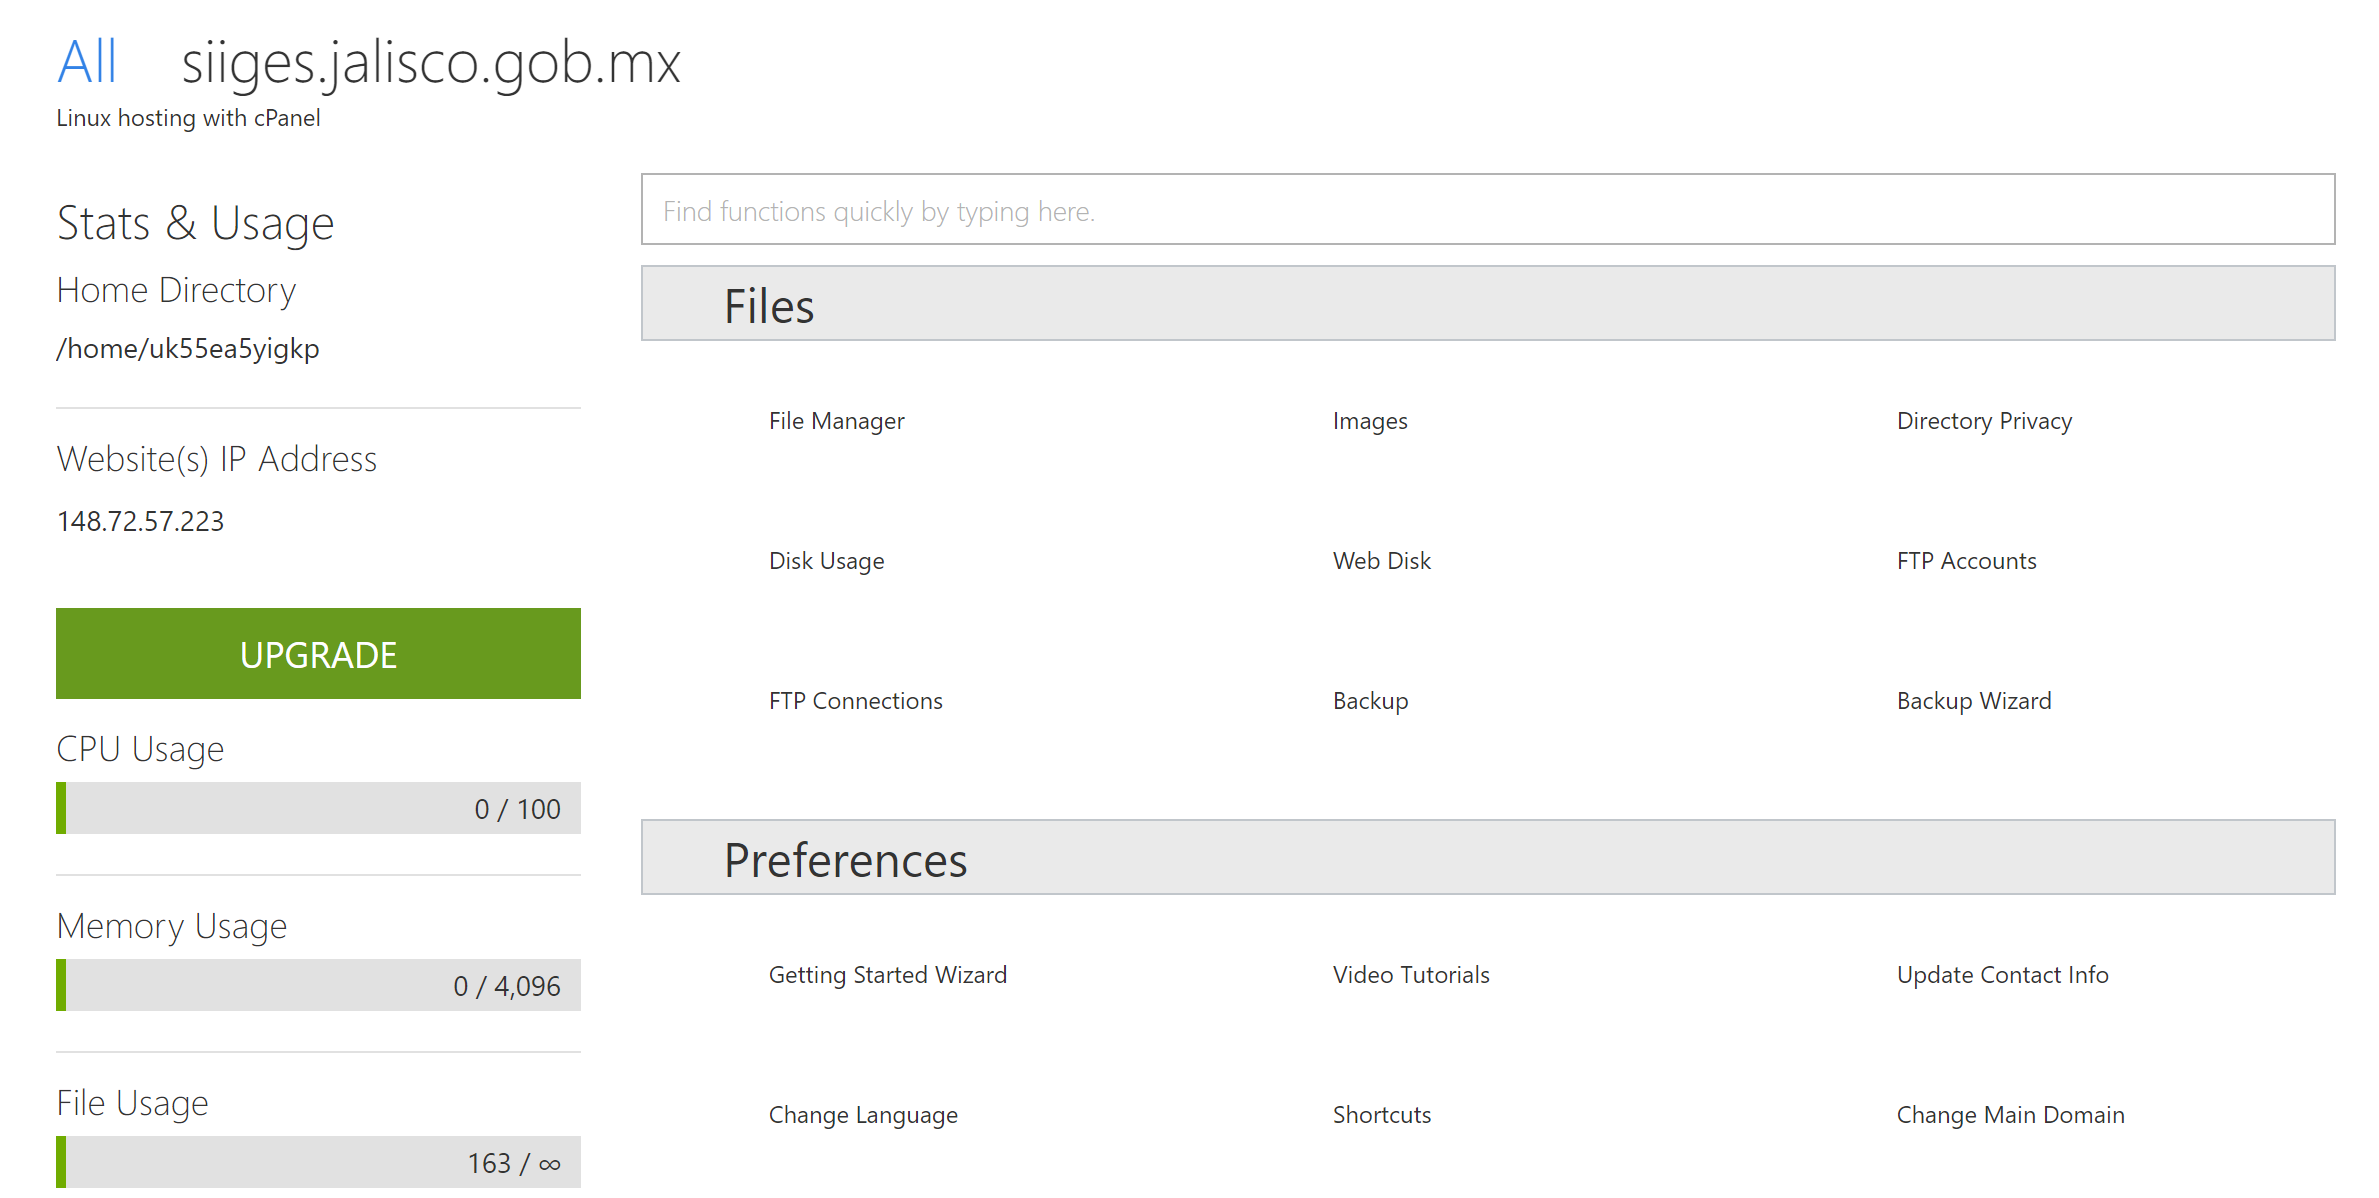 All siiges.jalisco.gob.mx
Linux hosting with cPanel
Stats & Usage
Home Directory
/home/uk55ea5yigkp
Website(s) IP Address
148.72.57.223
UPGRADE
CPU Usage
0 / 100
Memory Usage
0 / 4,096
File Usage
163 / ∞
Find functions quickly by typing here.
Files
File Manager
Images
Directory Privacy
Disk Usage
Web Disk
FTP Accounts
FTP Connections
Backup
Backup Wizard
Preferences
Getting Started Wizard
Video Tutorials
Update Contact Info
Change Language
Shortcuts
Change Main Domain